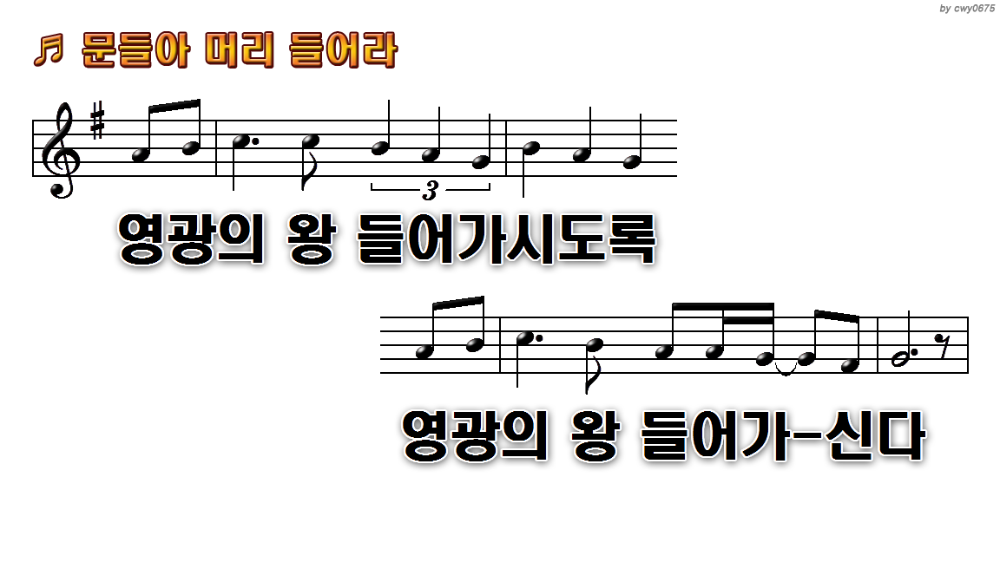 by cwy0675
♬ 문들아 머리 들어라
3
영광의 왕 들어가시도록
영광의 왕 들어가-신다